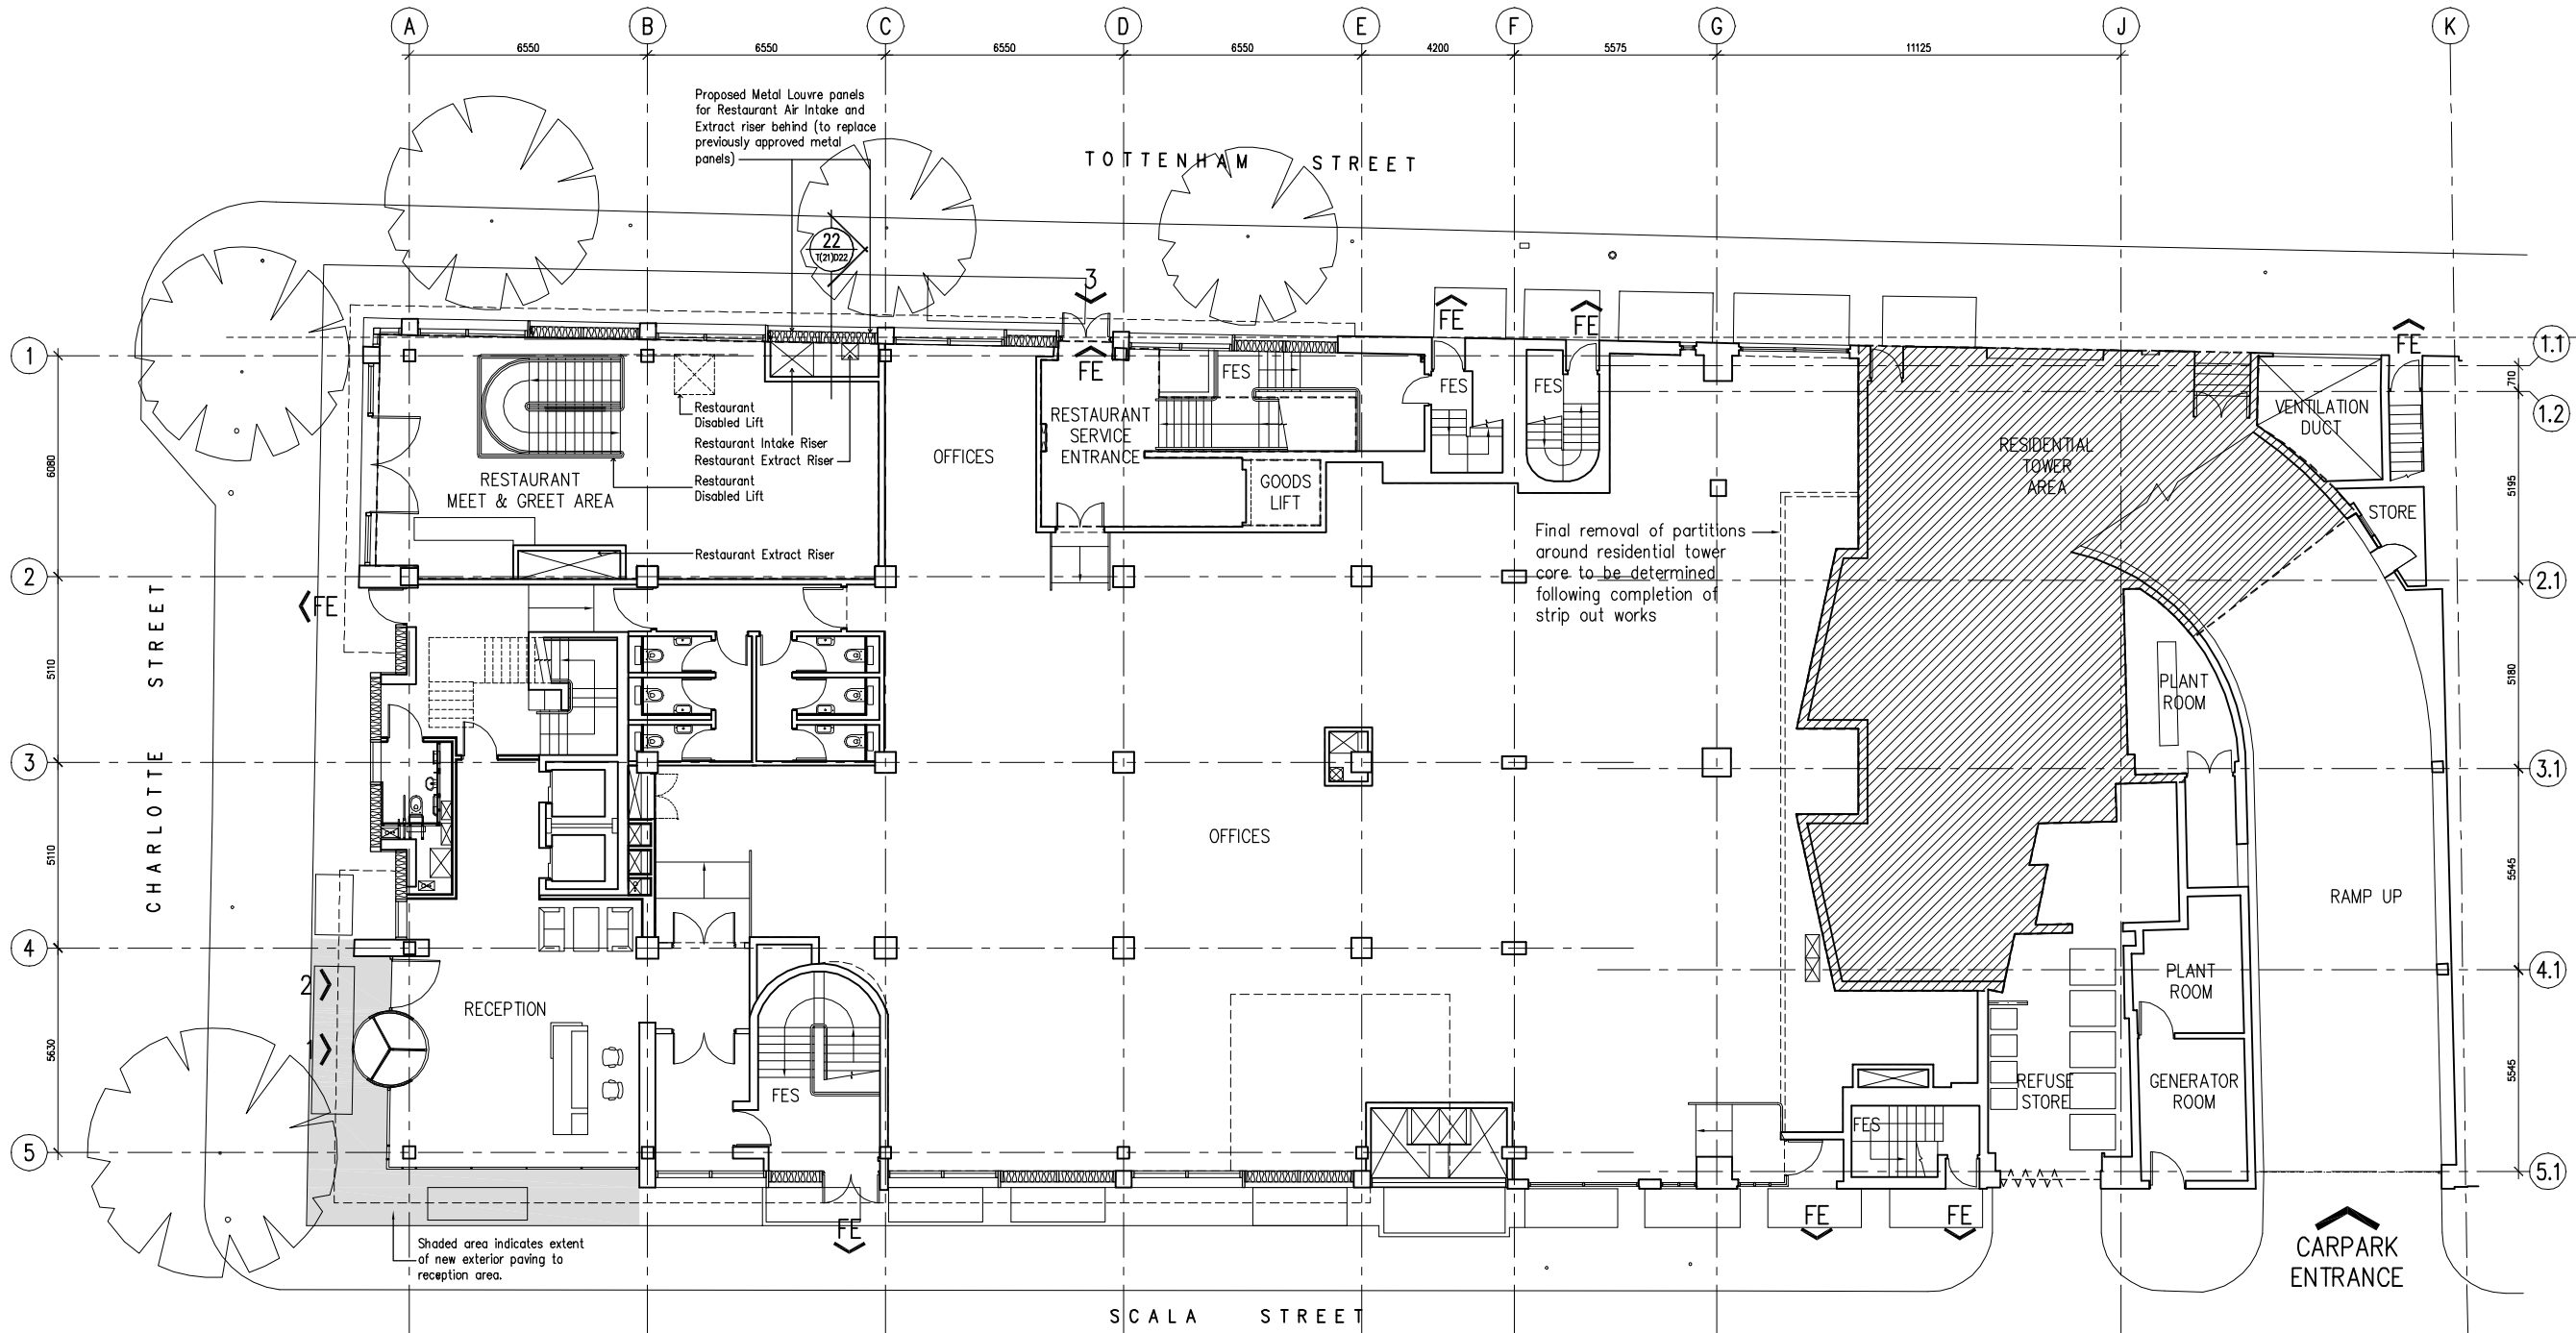 A
B
C
D
E
F
G
J
K
6550
6550
6550
6550
4200
5575
11125
Proposed Metal Louvre panels
for Restaurant Air Intake and
Extract riser behind (to replace
previously approved metal
panels)
TOTTENHAM STREET
22
T(21)D22
3
FE
FE
FE
FE
1
1.1
710
1.2
FES
FES
FES
Restaurant
Disabled Lift
Restaurant Intake Riser
Restaurant Extract Riser
Restaurant
Disabled Lift
Restaurant Extract Riser
RESTAURANT
MEET & GREET AREA
OFFICES
RESTAURANT
SERVICE
ENTRANCE
GOODS
LIFT
RESIDENTIAL
TOWER
AREA
VENTILATION
DUCT
STORE
6080
5195
Final removal of partitions
around residential tower
core to be determined
following completion of
strip out works
2
2.1
FE
CHARLOTTE STREET
5110
5180
PLANT
ROOM
3
3.1
OFFICES
5110
5545
RAMP UP
4
4.1
2
1
RECEPTION
PLANT
ROOM
5630
5545
FES
REFUSE
STORE
GENERATOR
ROOM
FES
5
5.1
FE
FE
FE
Shaded area indicates extent
of new exterior paving to
reception area.
CARPARK
ENTRANCE
SCALA STREET